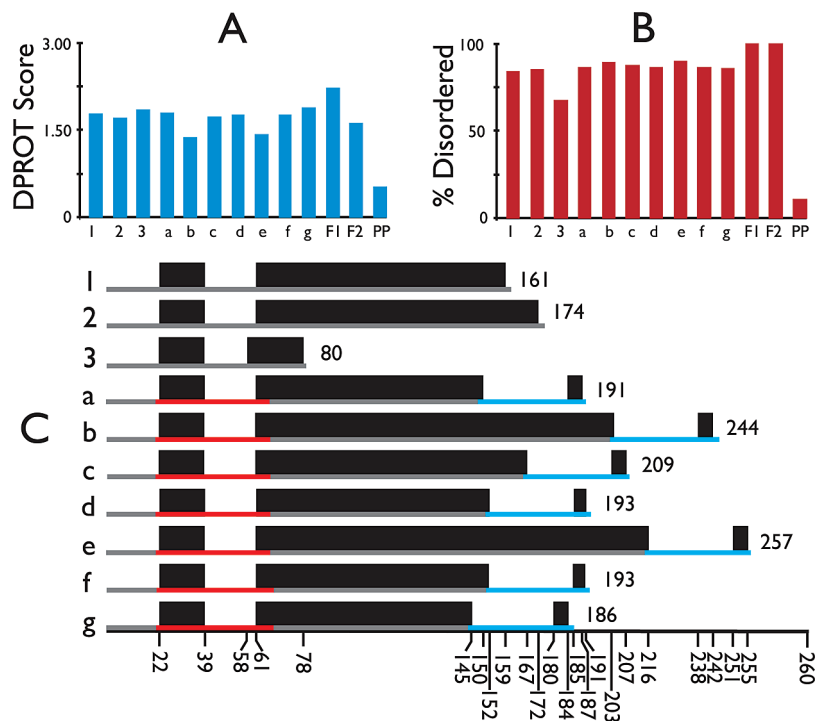 A
3.00
1.50
0
DPROT Score
1 2 3 a b c d e f g F1 F2 PP
B
100
50
0
% Disordered
1 2 3 a b c d e f g F1 F2 PP
C
1 161
2 174
3 80
a 191
b 244
c 209
d 193
e 257
f 193
g 186
22 39 58 61 78 145 150 152 159 167 172 180 184 185 187 191 203 207 216 238 242 251 255 260